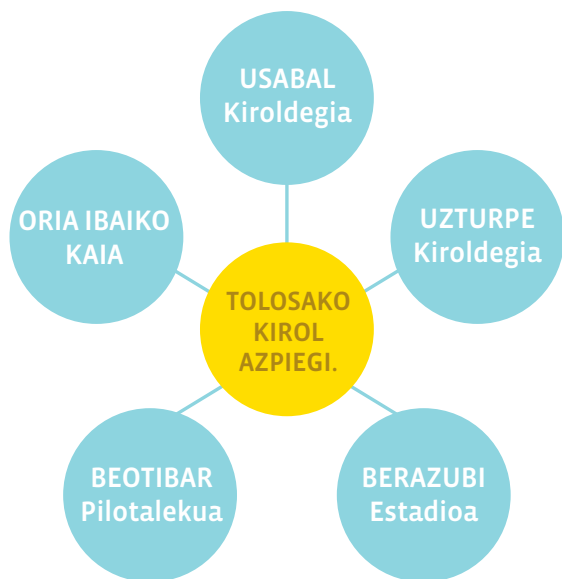 USABAL
Kiroldegia
ORIA IBAIKO
KAIA
UZTURPE
Kiroldegia
TOLOSAKO
KIROL
AZPIEGI.
BEOTIBAR
Pilotalekua
BERAZUBI
Estadioa